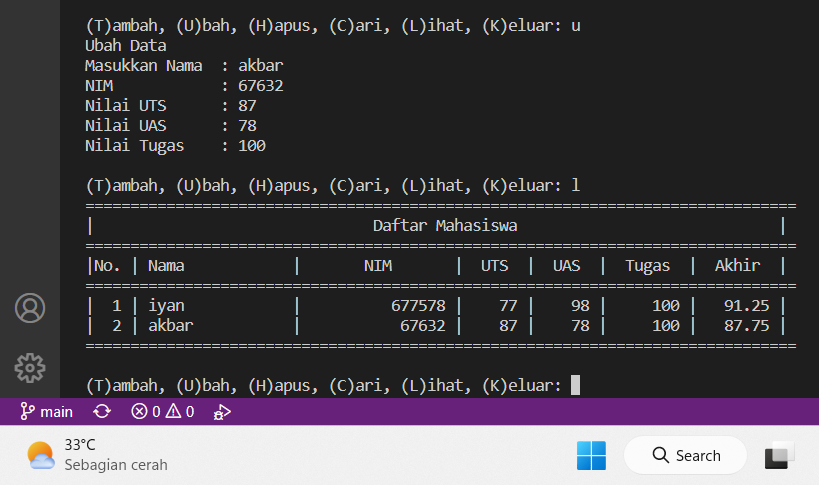 (T)ambah, (U)bah, (H)apus, (C)ari, (L)ihat, (K)eluar: u
Ubah Data
Masukkan Nama  : akbar
NIM            : 67632
Nilai UTS      : 87
Nilai UAS      : 78
Nilai Tugas    : 100
(T)ambah, (U)bah, (H)apus, (C)ari, (L)ihat, (K)eluar: l
===============================================================================
|                               Daftar Mahasiswa                             |
===============================================================================
|No. | Nama                 |       NIM       |  UTS  |  UAS  |  Tugas  |  Akhir  |
===============================================================================
|  1 | iyan                 |          677578 |    77 |    98 |     100 |   91.25 |
|  2 | akbar                |           67632 |    87 |    78 |     100 |   87.75 |
===============================================================================
(T)ambah, (U)bah, (H)apus, (C)ari, (L)ihat, (K)eluar:
main 0 0
33°C
Sebagian cerah
Search